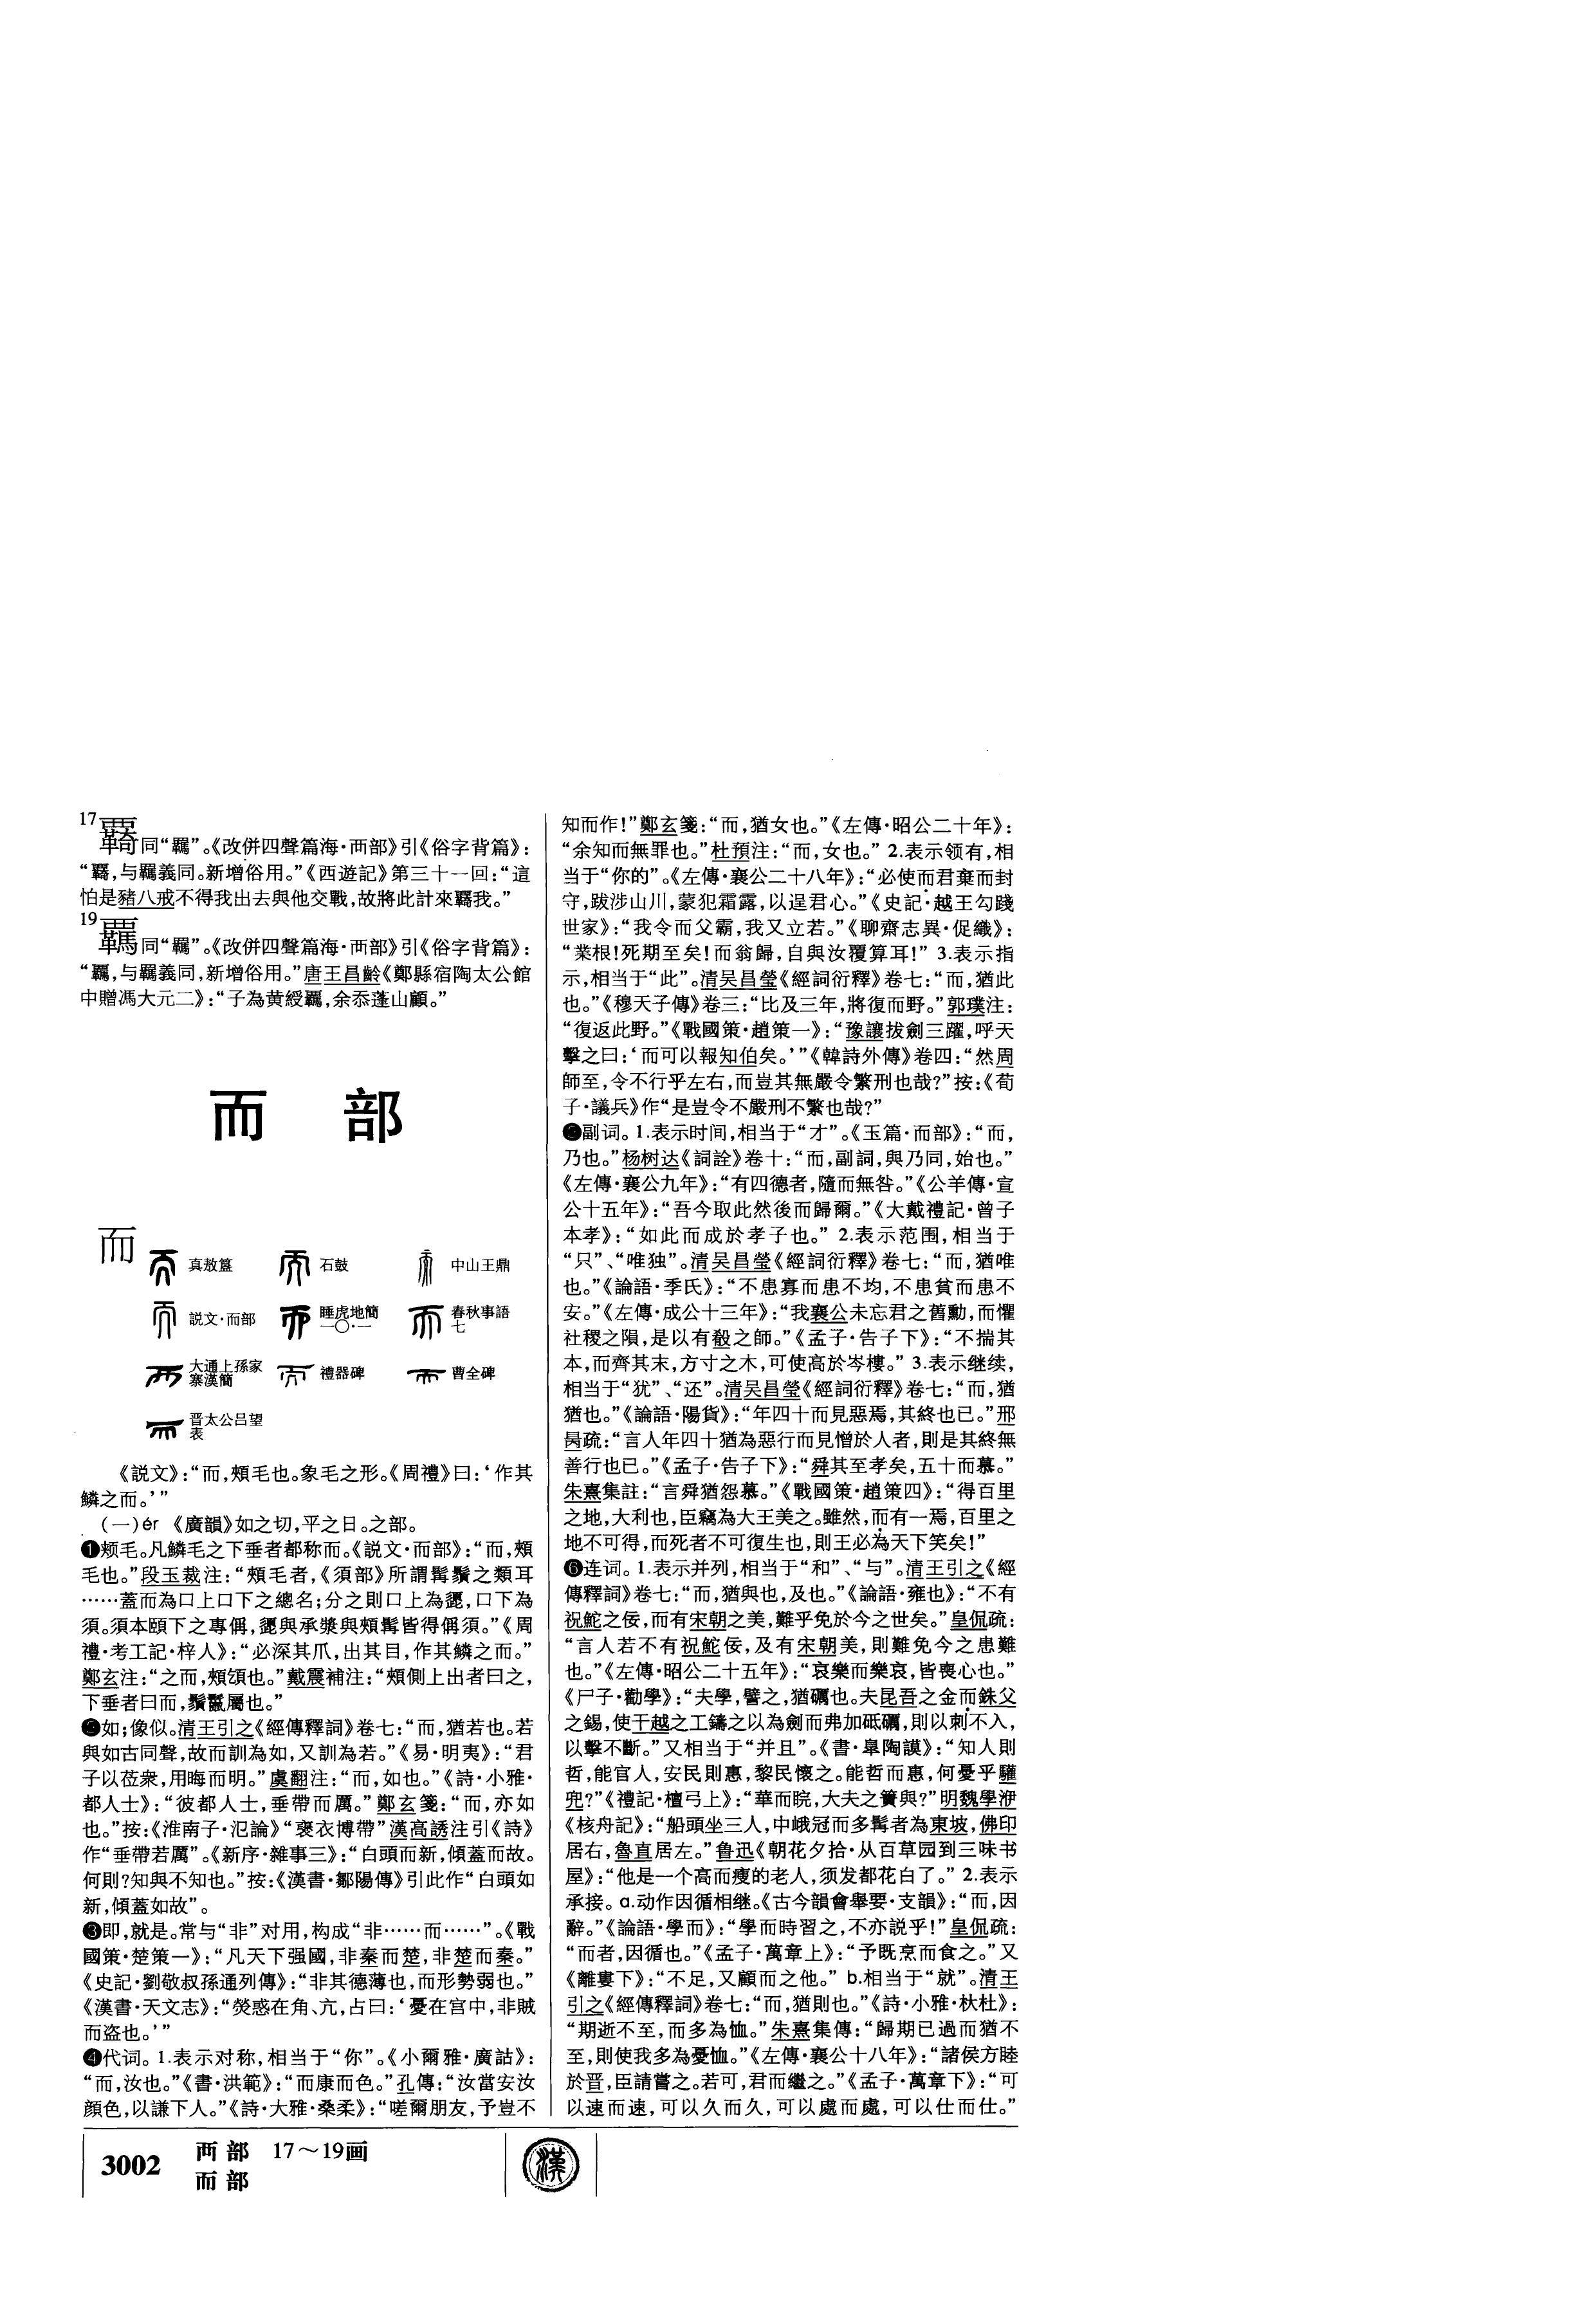 17
覊同“羈”。《改併四聲篇海·西部》引《俗字背篇》：
“覊，与羈義同。新增俗用。”《西遊記》第三十一回：“這
怕是豬八戒不得我出去與他交戰，故將此計來覊我。”
19
覉同“羈”。《改併四聲篇海·西部》引《俗字背篇》：
，与羈義同，新增俗用。”唐王昌齡《鄭縣宿陶太公館
中贈馮大元二》：“子為黄綬羈，余忝蓬山顧。”
而 部
而 真敖簠 石鼓 中山王鼎
説文·而部 睡虎地簡一〇·一 春秋事語七
大通上孫家寨漢簡 禮器碑 曹全碑
晋太公吕望表
《説文》：“而，頰毛也。象毛之形。《周禮》曰：‘作其
鱗之而。’”
（一）ér 《廣韻》如之切，平之日。之部。
❶颊毛。凡鳞毛之下垂者都称而。《説文·而部》：“而，頰
毛也。”段玉裁注：“頰毛者，《須部》所謂髥鬚之類耳
……蓋而為口上口下之總名；分之則口上為頾，口下為
須。須本頤下之專偁，頾與承漿與頰髥皆得偁須。”《周
禮·考工記·梓人》：“必深其爪，出其目，作其鱗之而。”
鄭玄注：“之而，頰頌也。”戴震補注：“頰側上出者曰之，
下垂者曰而，鬚鬣屬也。”
❷如；像似。清王引之《經傳釋詞》卷七：“而，猶若也。若
與如古同聲，故而訓為如，又訓為若。”《易·明夷》：“君
子以莅衆，用晦而明。”虞翻注：“而，如也。”《詩·小雅·
都人士》：“彼都人士，垂帶而厲。”鄭玄箋：“而，亦如
也。”按：《淮南子·氾論》“褒衣博帶”漢高誘注引《詩》
作“垂帶若厲”。《新序·雜事三》：“白頭而新，傾蓋而故。
何則？知與不知也。”按：《漢書·鄒陽傳》引此作“白頭如
新，傾蓋如故”。
❸即，就是。常与“非”对用，构成“非……而……”。《戰
國策·楚策一》：“凡天下强國，非秦而楚，非楚而秦。”
《史記·劉敬叔孫通列傳》：“非其德薄也，而形勢弱也。”
《漢書·天文志》：“熒惑在角、亢，占曰：‘憂在宫中，非賊
而盗也。’”
❹代词。1.表示对称，相当于“你”。《小爾雅·廣詁》：
“而，汝也。”《書·洪範》：“而康而色。”孔傳：“汝當安汝
顔色，以謙下人。”《詩·大雅·桑柔》：“嗟爾朋友，予豈不
知而作！”鄭玄箋：“而，猶女也。”《左傳·昭公二十年》：
“余知而無罪也。”杜預注：“而，女也。” 2.表示领有，相
当于“你的”。《左傳·襄公二十八年》：“必使而君棄而封
守，跋涉山川，蒙犯霜露，以逞君心。”《史記·越王勾踐
世家》：“我令而父霸，我又立若。”《聊齋志異·促織》：
“業根！死期至矣！而翁歸，自與汝覆算耳！” 3.表示指
示，相当于“此”。清吴昌瑩《經詞衍釋》卷七：“而，猶此
也。”《穆天子傳》卷三：“比及三年，將復而野。”郭璞注：
“復返此野。”《戰國策·趙策一》：“豫讓拔劍三躍，呼天
擊之曰：‘而可以報知伯矣。’”《韓詩外傳》卷四：“然周
師至，令不行乎左右，而豈其無嚴令繁刑也哉？”按：《荀
子·議兵》作“是豈令不嚴刑不繁也哉？”
❺副词。1.表示时间，相当于“才”。《玉篇·而部》：“而，
乃也。”杨树达《詞詮》卷十：“而，副詞，與乃同，始也。”
《左傳·襄公九年》：“有四德者，隨而無咎。”《公羊傳·宣
公十五年》：“吾今取此然後而歸爾。”《大戴禮記·曾子
本孝》：“如此而成於孝子也。” 2.表示范围，相当于
“只”、“唯独”。清吴昌瑩《經詞衍釋》卷七：“而，猶唯
也。”《論語·季氏》：“不患寡而患不均，不患貧而患不
安。”《左傳·成公十三年》：“我襄公未忘君之舊勳，而懼
社稷之隕，是以有殽之師。”《孟子·告子下》：“不揣其
本，而齊其末，方寸之木，可使高於岑樓。” 3.表示继续，
相当于“犹”、“还”。清吴昌瑩《經詞衍釋》卷七：“而，猶
猶也。”《論語·陽貨》：“年四十而見惡焉，其終也已。”邢
昺疏：“言人年四十猶為惡行而見憎於人者，則是其終無
善行也已。”《孟子·告子下》：“舜其至孝矣，五十而慕。”
朱熹集註：“言舜猶怨慕。”《戰國策·趙策四》：“得百里
之地，大利也，臣竊為大王美之。雖然，而有一焉，百里之
地不可得，而死者不可復生也，則王必為天下笑矣！”
❻连词。1.表示并列，相当于“和”、“与”。清王引之《經
傳釋詞》卷七：“而，猶與也，及也。”《論語·雍也》：“不有
祝鮀之佞，而有宋朝之美，難乎免於今之世矣。”皇侃疏：
“言人若不有祝鮀佞，及有宋朝美，則難免今之患難
也。”《左傳·昭公二十五年》：“哀樂而樂哀，皆喪心也。”
《尸子·勸學》：“夫學，譬之，猶礪也。夫昆吾之金而銖父
之錫，使干越之工鑄之以為劍而弗加砥礪，則以刺不入，
以擊不斷。”又相当于“并且”。《書·臯陶謨》：“知人則
哲，能官人，安民則惠，黎民懷之。能哲而惠，何憂乎驩
兜？”《禮記·檀弓上》：“華而睆，大夫之簀與？”明魏學洢
《核舟記》：“船頭坐三人，中峨冠而多髯者為東坡，佛印
居右，魯直居左。”鲁迅《朝花夕拾·从百草园到三味书
屋》：“他是一个高而瘦的老人，须发都花白了。” 2.表示
承接。a.动作因循相继。《古今韻會舉要·支韻》：“而，因
辭。”《論語·學而》：“學而時習之，不亦説乎！”皇侃疏：
“而者，因循也。”《孟子·萬章上》：“予既烹而食之。”又
《離婁下》：“不足，又顧而之他。” b.相当于“就”。清王
引之《經傳釋詞》卷七：“而，猶則也。”《詩·小雅·杕杜》：
“期逝不至，而多為恤。”朱熹集傳：“歸期已過而猶不
至，則使我多為憂恤。”《左傳·襄公十八年》：“諸侯方睦
於晋，臣請嘗之。若可，君而繼之。”《孟子·萬章下》：“可
以速而速，可以久而久，可以處而處，可以仕而仕。”
3002 西部 17～19画
而部
漢